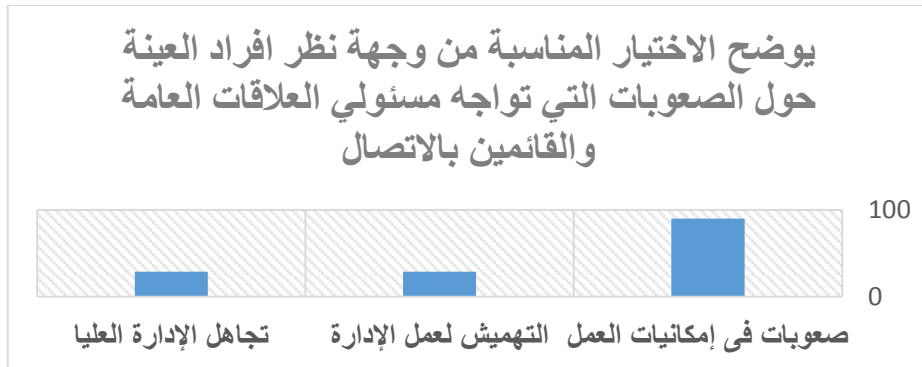 يوضح الاختيار المناسبة من وجهة نظر افراد العينة
حول الصعوبات التي تواجه مسئولي العلاقات العامة
والقائمين بالاتصال
100
0
صعوبات فى إمكانيات العمل
التهميش لعمل الإدارة
تجاهل الإدارة العليا